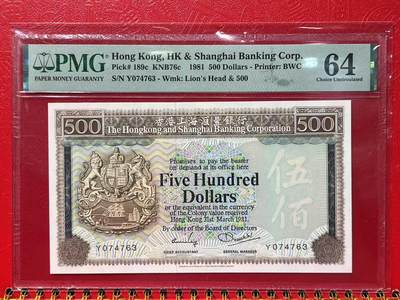 PMG
PAPER MONEY GUARANTY
Hong Kong, HK & Shanghai Banking Corp.
Pick# 189c KNB76c 1981 500 Dollars - Printer: BWC
S/N Y074763 - Wmk: Lion's Head & 500
64
Choice Uncirculated
500
香港上海滙豐銀行
The Hongkong and Shanghai Banking Corporation
500
Promises to pay the bearer
on demand at its office here
Five Hundred
Dollars
or the equivalent in the currency
of the Colony value received
Hong Kong 31st March 1981.
By order of the Board of Directors
伍佰
Y074763
CHIEF ACCOUNTANT
GENERAL MANAGER
Y074763